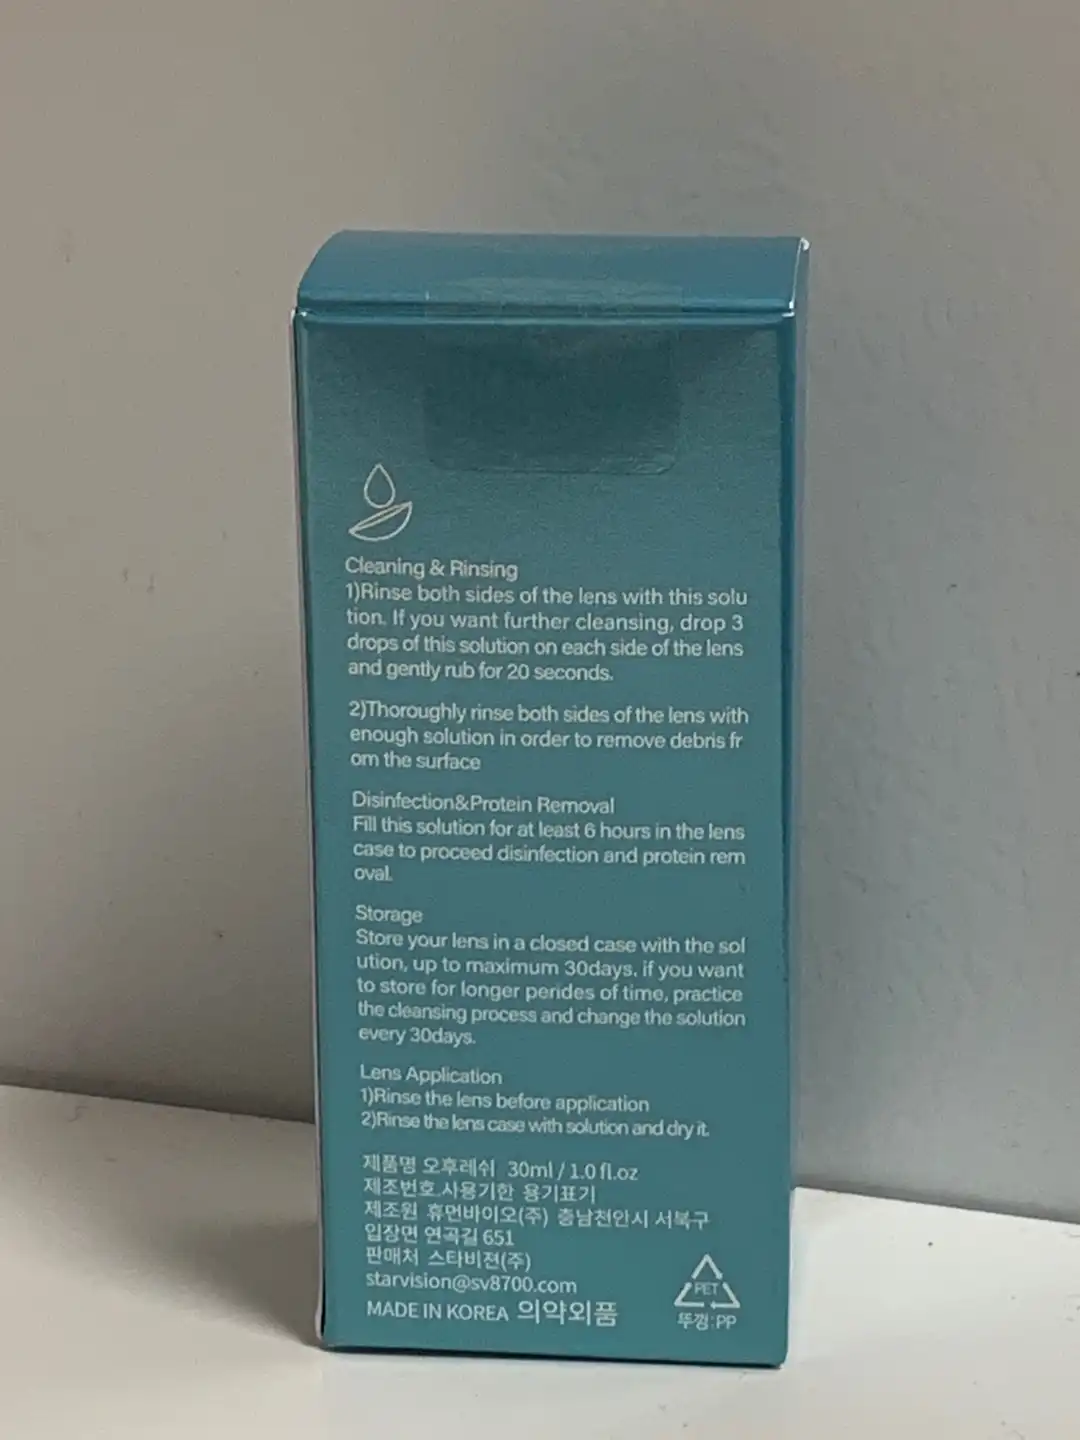 Cleaning & Rinsing
1)Rinse both sides of the lens with this solu
tion. If you want further cleansing, drop 3
drops of this solution on each side of the lens
and gently rub for 20 seconds.
2)Thoroughly rinse both sides of the lens with
enough solution in order to remove debris fr
om the surface
Disinfection&Protein Removal
Fill this solution for at least 6 hours in the lens
case to proceed disinfection and protein rem
oval.
Storage
Store your lens in a closed case with the sol
ution, up to maximum 30days. if you want
to store for longer perides of time, practice
the cleansing process and change the solution
every 30days.
Lens Application
1)Rinse the lens before application
2)Rinse the lens case with solution and dry it.
제품명 오후레쉬 30ml / 1.0 fl.oz
제조번호.사용기한 용기표기
제조원 휴먼바이오(주) 충남천안시 서북구
입장면 연곡길 651
판매처 스타비젼(주)
starvision@sv8700.com
MADE IN KOREA 의약외품
PET
뚜껑:PP